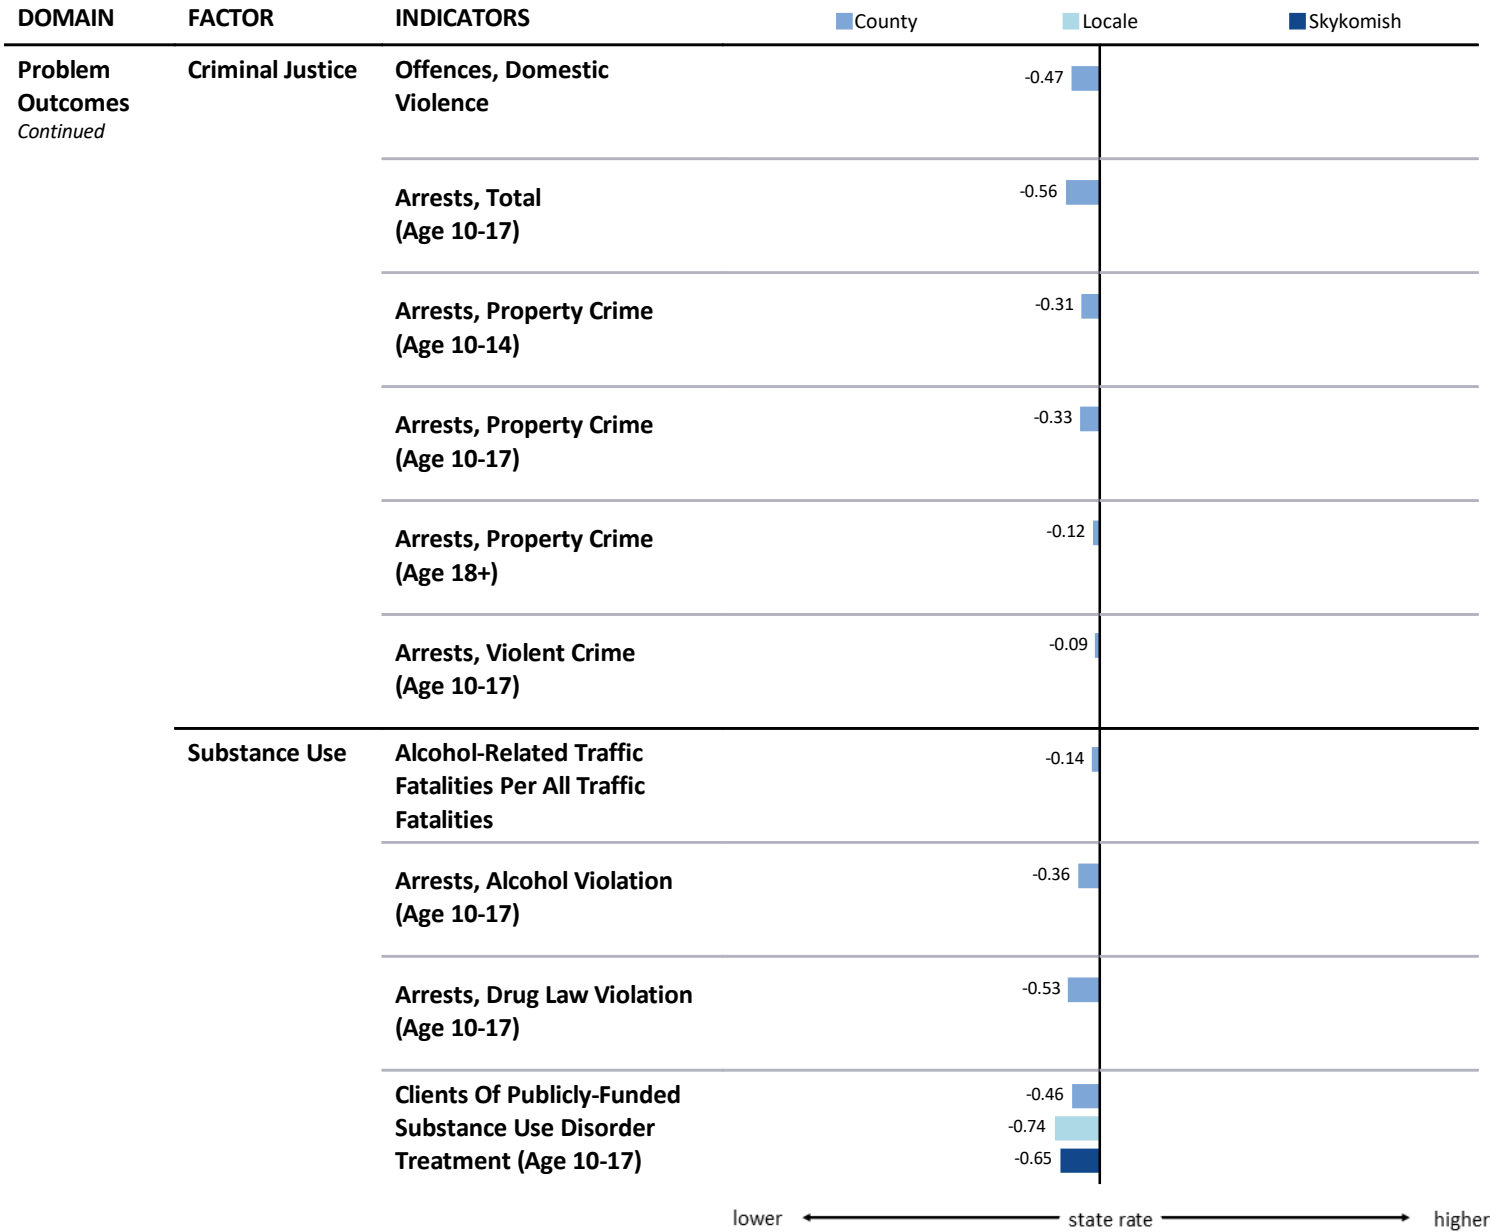 DOMAIN FACTOR INDICATORS County Locale Skykomish
Problem Criminal Justice Offences, Domestic -0.47
Outcomes Violence
Continued
Arrests, Total -0.56
(Age 10-17)
Arrests, Property Crime -0.31
(Age 10-14)
Arrests, Property Crime -0.33
(Age 10-17)
Arrests, Property Crime -0.12
(Age 18+)
Arrests, Violent Crime -0.09
(Age 10-17)
Substance Use Alcohol-Related Traffic -0.14
Fatalities Per All Traffic
Fatalities
Arrests, Alcohol Violation -0.36
(Age 10-17)
Arrests, Drug Law Violation -0.53
(Age 10-17)
Clients Of Publicly-Funded -0.46
Substance Use Disorder -0.74
Treatment (Age 10-17) -0.65
lower state rate higher